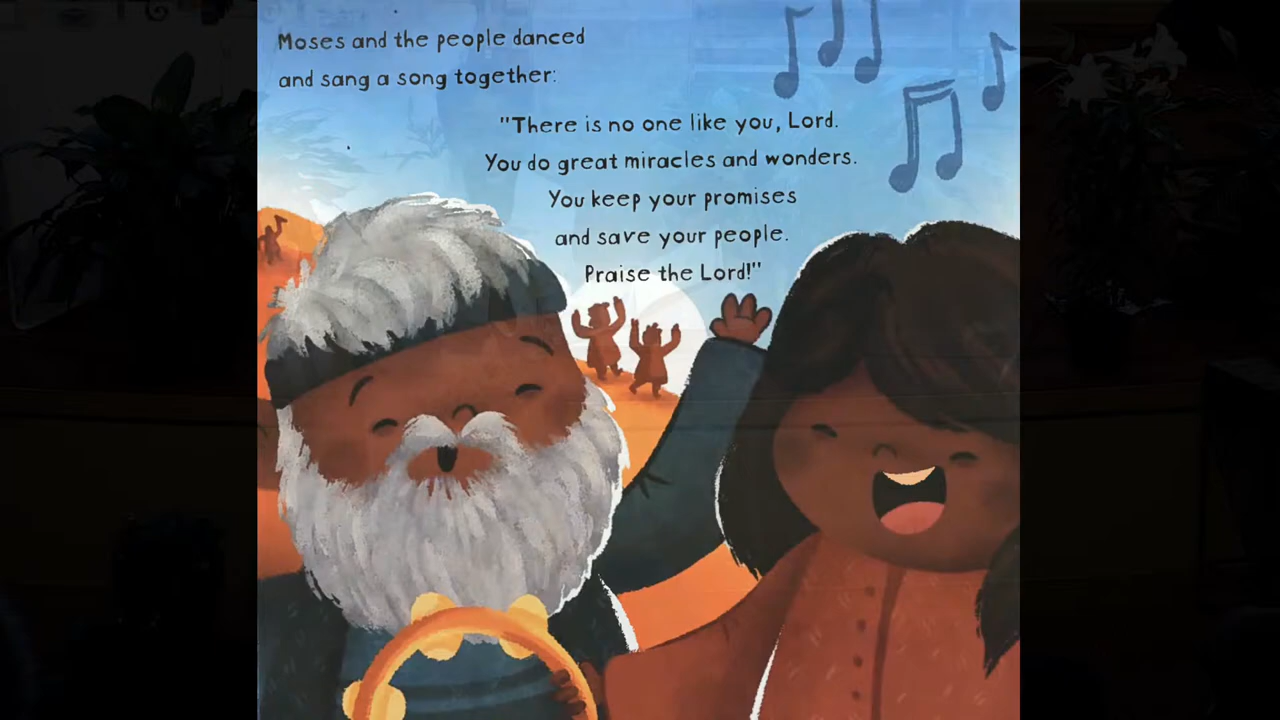 Moses and the people danced
and sang a song together:
"There is no one like you, Lord.
You do great miracles and wonders.
You keep your promises
and save your people.
Praise the Lord!"